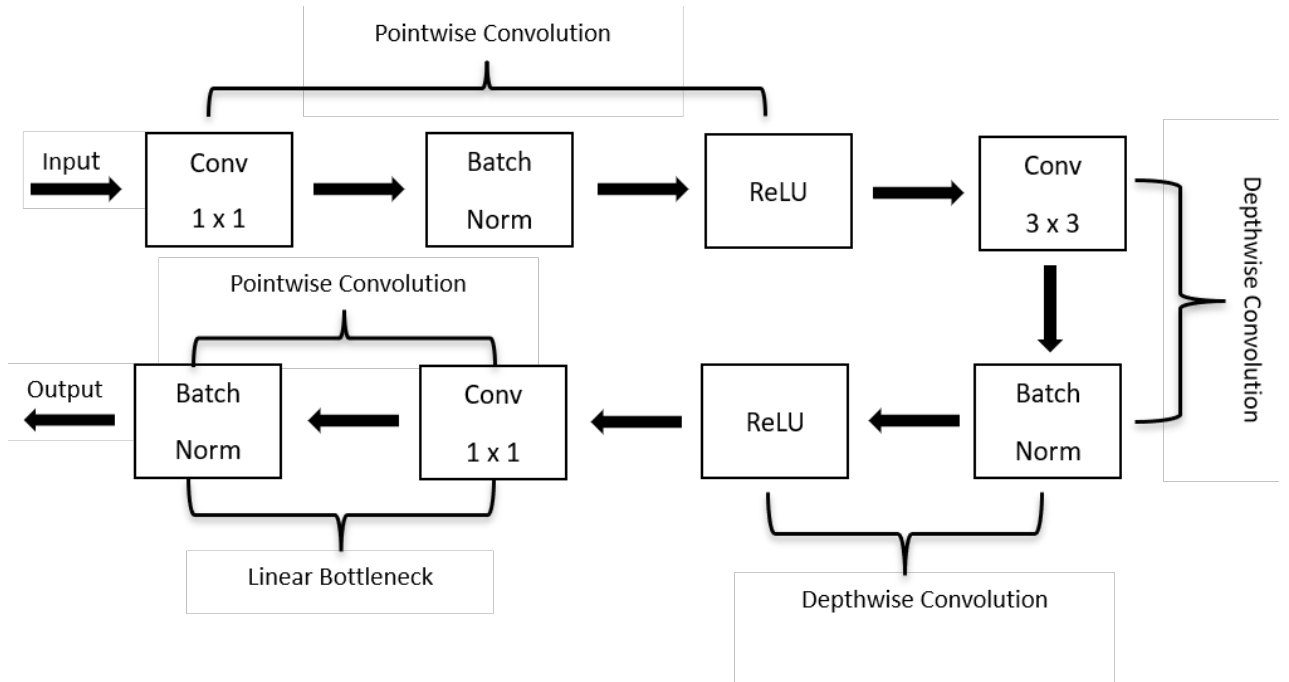 Pointwise Convolution
Input
Conv
1 x 1
Batch
Norm
ReLU
Conv
3 x 3
Depthwise Convolution
Pointwise Convolution
Output
Batch
Norm
Conv
1 x 1
ReLU
Batch
Norm
Linear Bottleneck
Depthwise Convolution